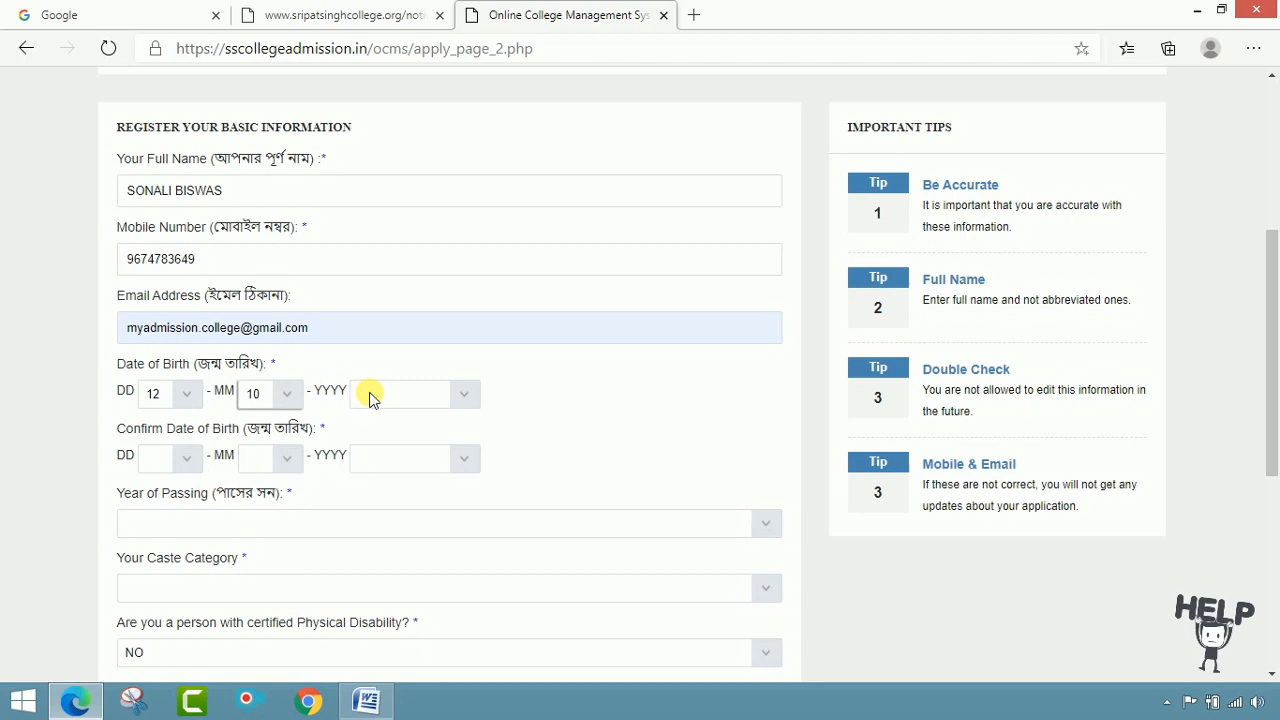 Google
www.sripatsinghcollege.org/note
Online College Management Sys
https://sscollegeadmission.in/ocms/apply_page_2.php
REGISTER YOUR BASIC INFORMATION
Your Full Name (আপনার পূর্ণ নাম) :*
SONALI BISWAS
Mobile Number (মোবাইল নম্বর): *
9674783649
Email Address (ইমেল ঠিকানা):
myadmission.college@gmail.com
Date of Birth (জন্ম তারিখ): *
DD 12 - MM 10 - YYYY
Confirm Date of Birth (জন্ম তারিখ): *
DD - MM - YYYY
Year of Passing (পাসের সন): *
Your Caste Category *
Are you a person with certified Physical Disability? *
NO
IMPORTANT TIPS
Tip
1
Be Accurate
It is important that you are accurate with
these information.
Tip
2
Full Name
Enter full name and not abbreviated ones.
Tip
3
Double Check
You are not allowed to edit this information in
the future.
Tip
3
Mobile & Email
If these are not correct, you will not get any
updates about your application.
HELP